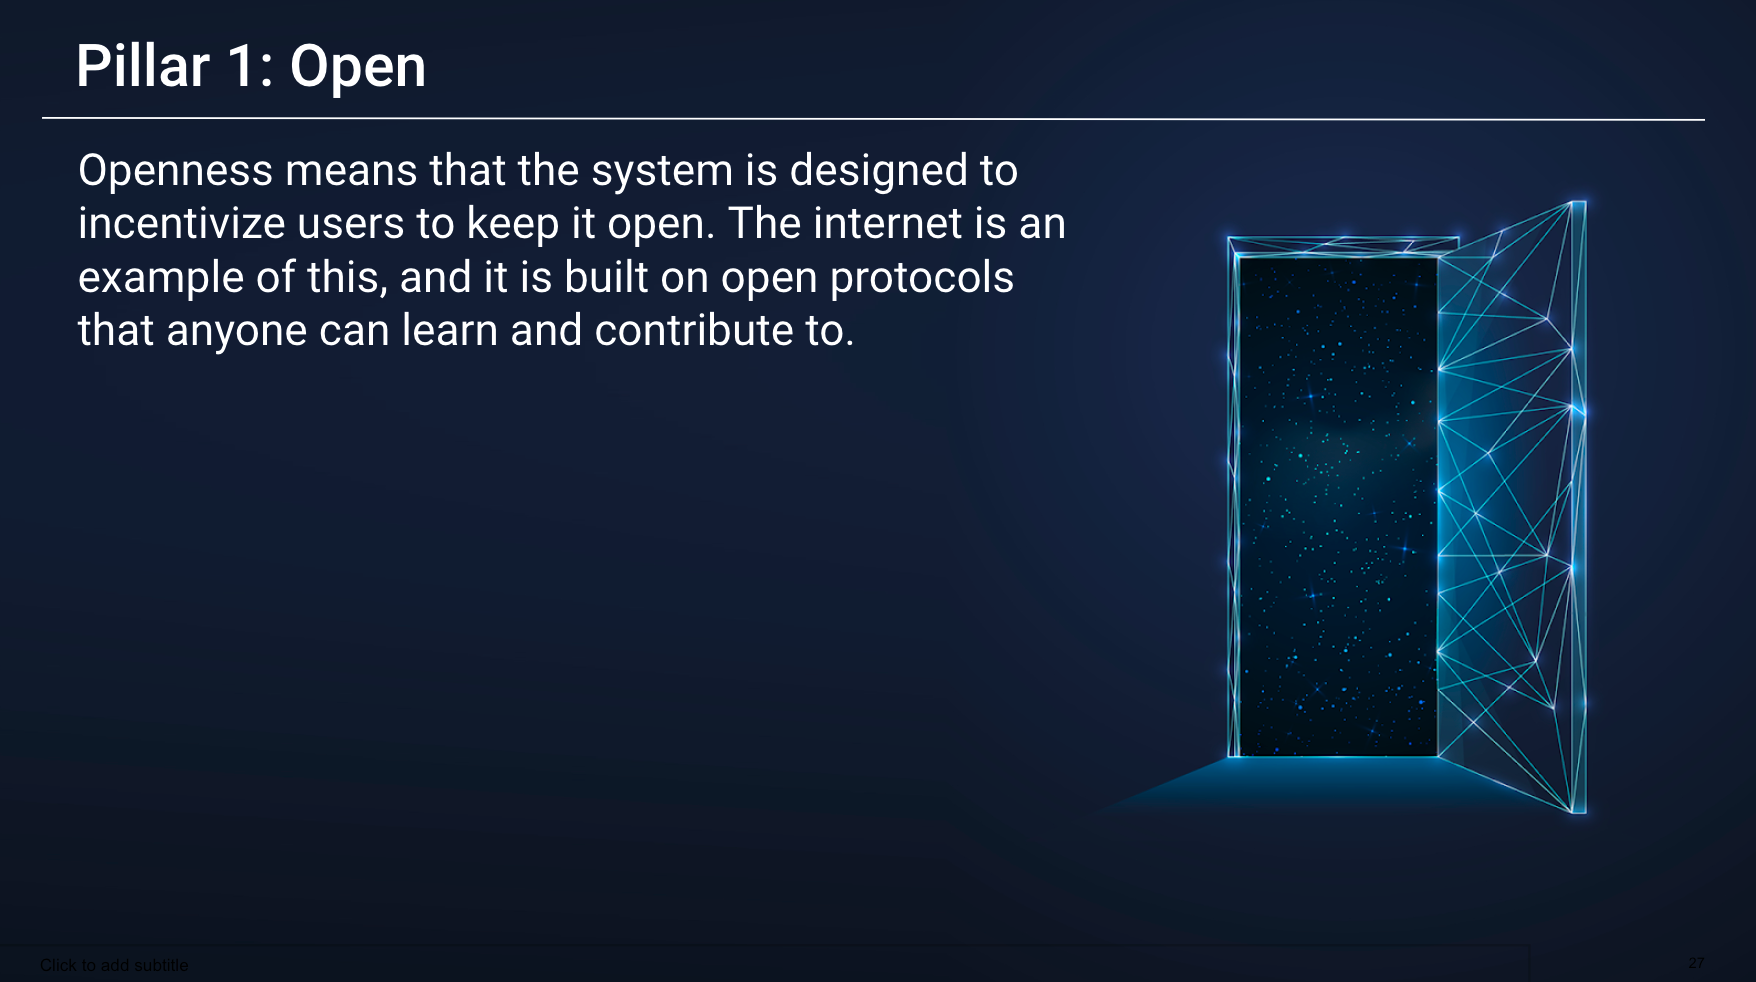 Pillar 1: Open
Openness means that the system is designed to
incentivize users to keep it open. The internet is an
example of this, and it is built on open protocols
that anyone can learn and contribute to.
Click to add subtitle
27